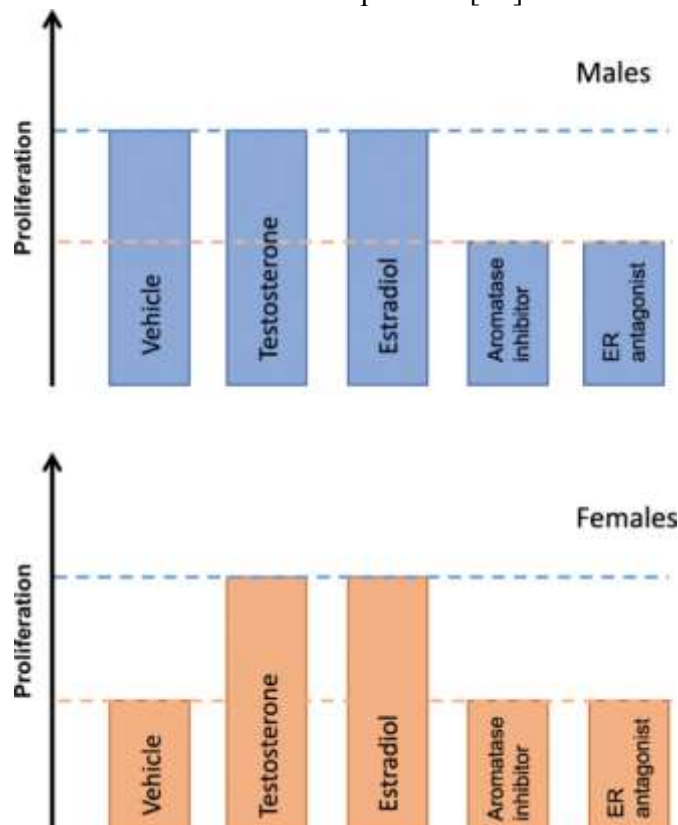 Males
Proliferation
Vehicle
Testosterone
Estradiol
Aromatase
inhibitor
ER
antagonist
Females
Proliferation
Vehicle
Testosterone
Estradiol
Aromatase
inhibitor
ER
antagonist